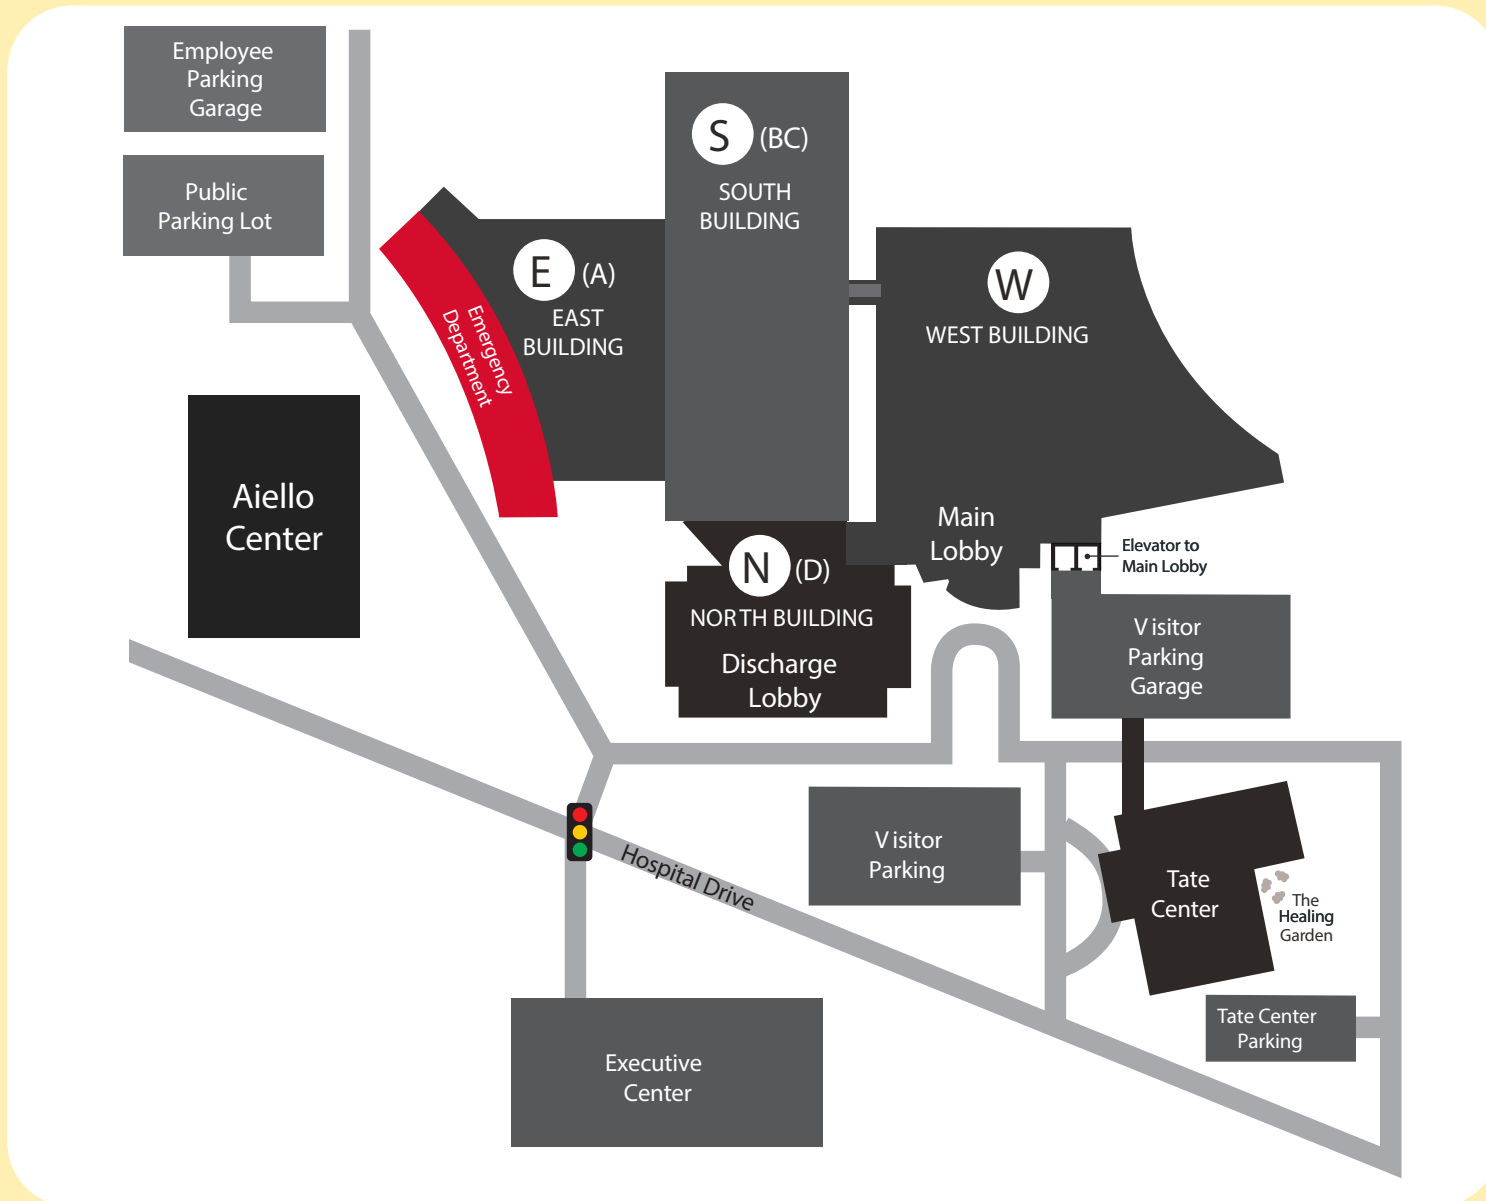 Employee
Parking
Garage
Public
Parking Lot
S (BC)
SOUTH
BUILDING
E (A)
EAST
BUILDING
Emergency
Department
W
WEST BUILDING
Aiello
Center
Main
Lobby
Elevator to
Main Lobby
N (D)
NORTH BUILDING
Discharge
Lobby
Visitor
Parking
Garage
Visitor
Parking
Hospital Drive
Tate
Center
The
Healing
Garden
Tate Center
Parking
Executive
Center